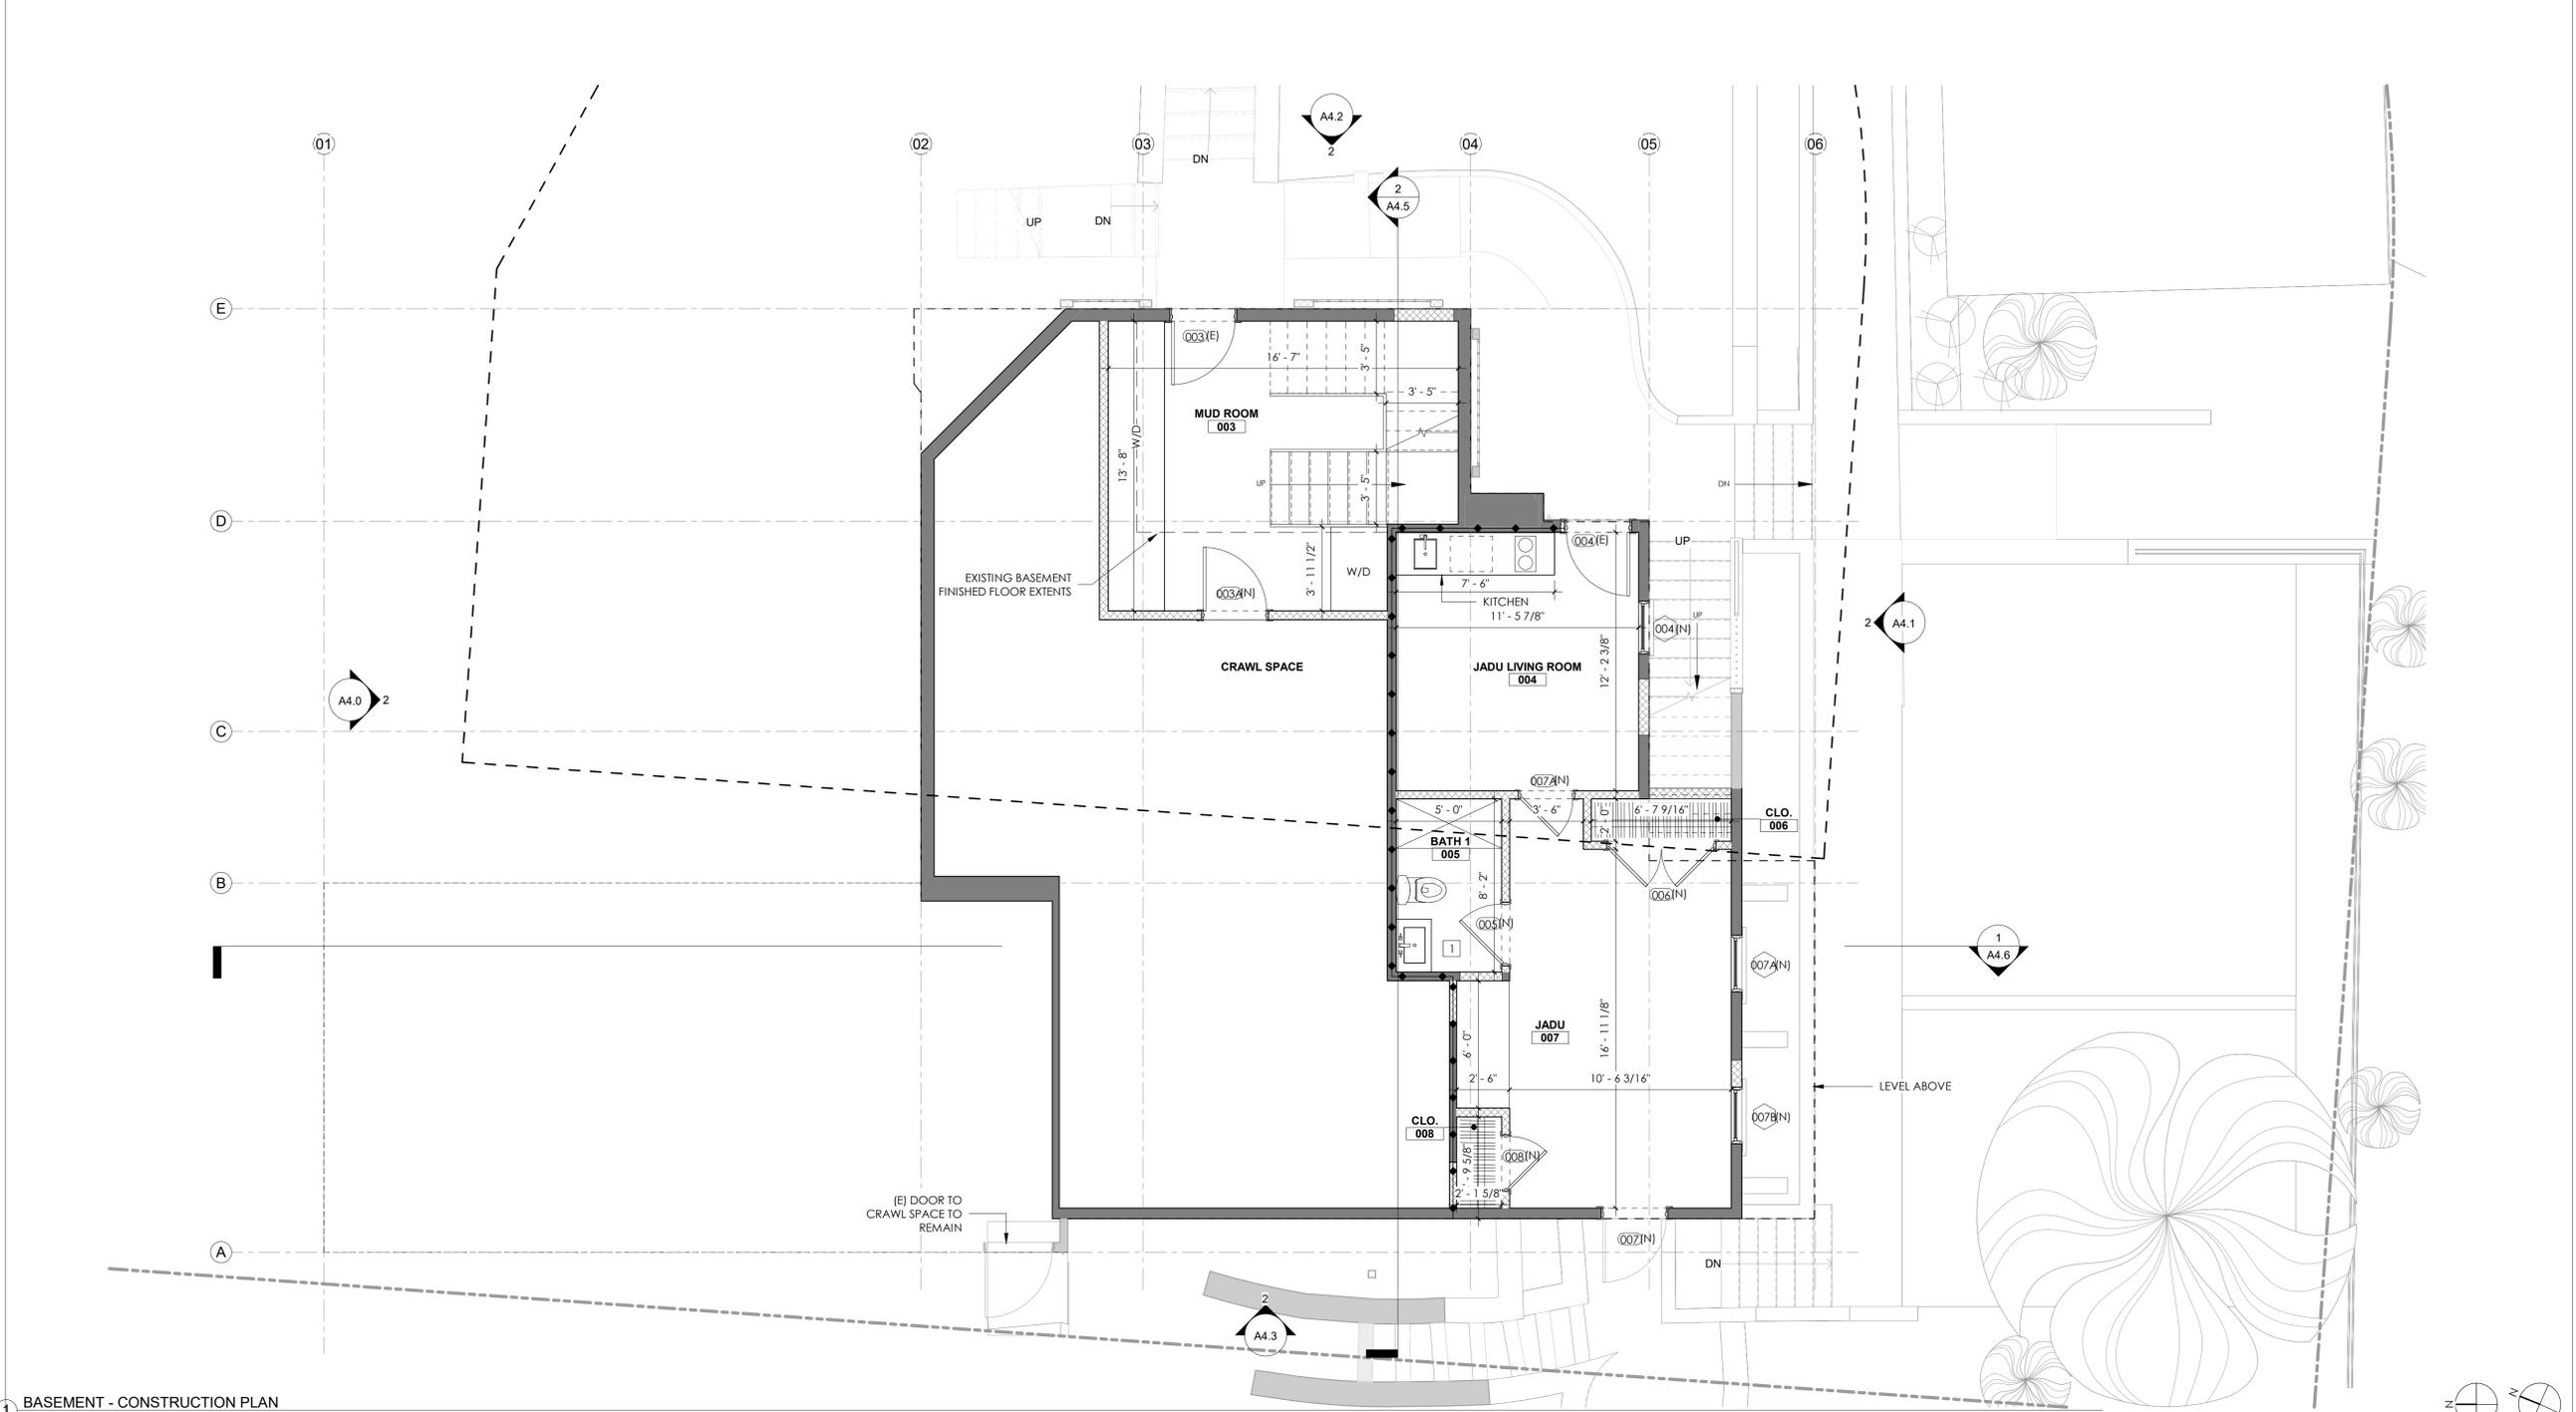 A4.2
2
01
02
03
04
05
06
DN
2
A4.5
UP
DN
E
003(E)
16' - 7"
3' - 5"
3' - 5"
MUD ROOM
003
W/D
13' - 8"
UP
3' - 5"
DN
D
004(E)
UP
EXISTING BASEMENT
FINISHED FLOOR EXTENTS
3' - 11 1/2"
W/D
7' - 6"
003A(N)
KITCHEN
11' - 5 7/8"
UP
004(N)
2
A4.1
12' - 2 3/8"
CRAWL SPACE
JADU LIVING ROOM
004
A4.0
2
C
007A(N)
5' - 0"
3' - 6"
2' - 0"
6' - 7 9/16"
CLO.
006
BATH 1
005
B
8' - 2"
006(N)
005(N)
1
1
A4.6
007A(N)
JADU
007
16' - 11 1/8"
6' - 0"
2' - 6"
10' - 6 3/16"
LEVEL ABOVE
CLO.
008
007B(N)
008(N)
' - 9 5/8"
2' - 1 5/8"
(E) DOOR TO
CRAWL SPACE TO
REMAIN
A
007(N)
DN
2
A4.3
1
BASEMENT - CONSTRUCTION PLAN
N
N